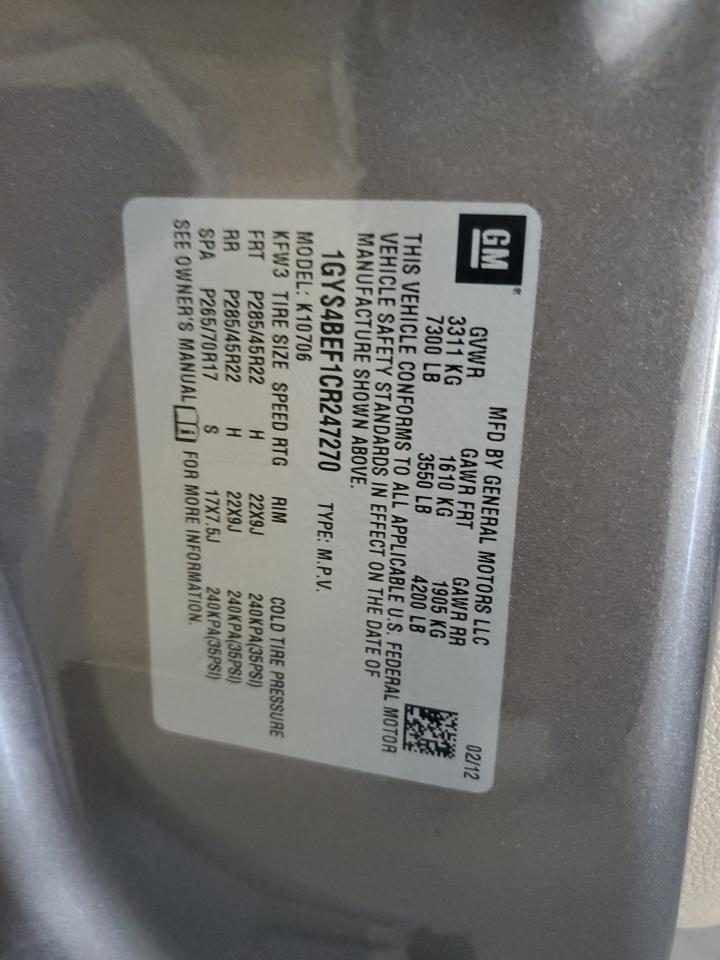 GM®
MFD BY GENERAL MOTORS LLC 02/12
GVWR GAWR FRT GAWR RR
3311 KG 1610 KG 1905 KG
7300 LB 3550 LB 4200 LB
THIS VEHICLE CONFORMS TO ALL APPLICABLE U.S. FEDERAL MOTOR
VEHICLE SAFETY STANDARDS IN EFFECT ON THE DATE OF
MANUFACTURE SHOWN ABOVE.
1GYS4BEF1CR247270 TYPE: M.P.V.
MODEL: K10706
KFW3 TIRE SIZE SPEED RTG RIM COLD TIRE PRESSURE
FRT P285/45R22 H 22X9J 240KPA(35PSI)
RR P285/45R22 H 22X9J 240KPA(35PSI)
SPA P265/70R17 S 17X7.5J 240KPA(35PSI)
SEE OWNER'S MANUAL FOR MORE INFORMATION.